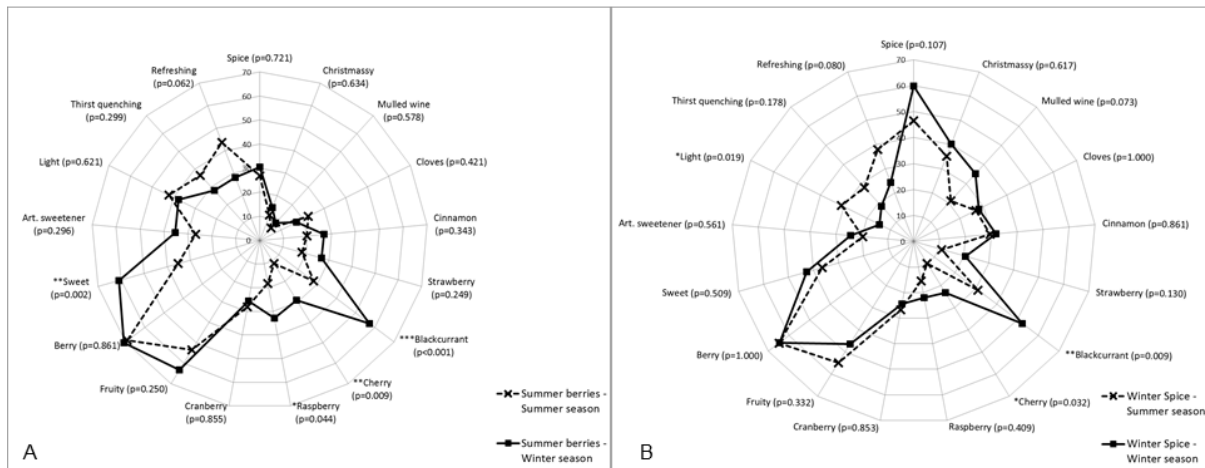 Spice (p=0.721)
Christmassy
(p=0.634)
Mulled wine
(p=0.578)
Cloves (p=0.421)
Cinnamon
(p=0.343)
Strawberry
(p=0.249)
***Blackcurrant
(p<0.001)
**Cherry
(p=0.009)
*Raspberry
(p=0.044)
Cranberry
(p=0.855)
Fruity (p=0.250)
Berry (p=0.861)
**Sweet
(p=0.002)
Art. sweetener
(p=0.296)
Light (p=0.621)
Thirst quenching
(p=0.299)
Refreshing
(p=0.062)
70
60
50
40
30
20
10
0
Summer berries -
Summer season
Summer berries -
Winter season
A
Spice (p=0.107)
Christmassy (p=0.617)
Mulled wine (p=0.073)
Cloves (p=1.000)
Cinnamon (p=0.861)
Strawberry (p=0.130)
**Blackcurrant (p=0.009)
*Cherry (p=0.032)
Raspberry (p=0.409)
Cranberry (p=0.853)
Fruity (p=0.332)
Berry (p=1.000)
Sweet (p=0.509)
Art. sweetener (p=0.561)
*Light (p=0.019)
Thirst quenching (p=0.178)
Refreshing (p=0.080)
70
60
50
40
30
20
10
0
Winter Spice -
Summer season
Winter Spice -
Winter season
B